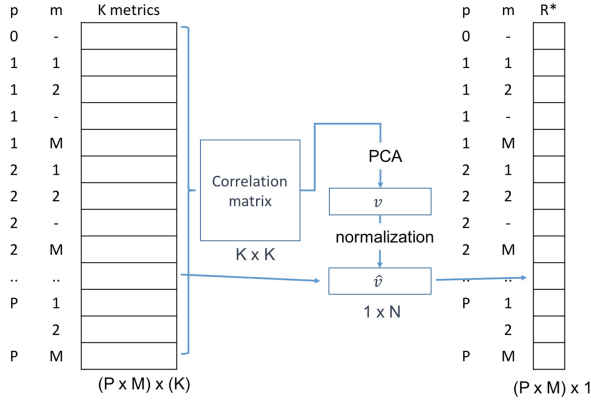 p m K metrics p m R*
0 - 0 -
1 1 1 1
1 2 1 2
1 - 1 -
1 M 1 M
2 1 2 1
2 2 2 2
2 - 2 -
2 M 2 M
.. .. .. ..
P 1 P 1
2 2
P M P M
Correlation
matrix
K x K
PCA
v
normalization
v̂
1 x N
(P x M) x (K)
(P x M) x 1